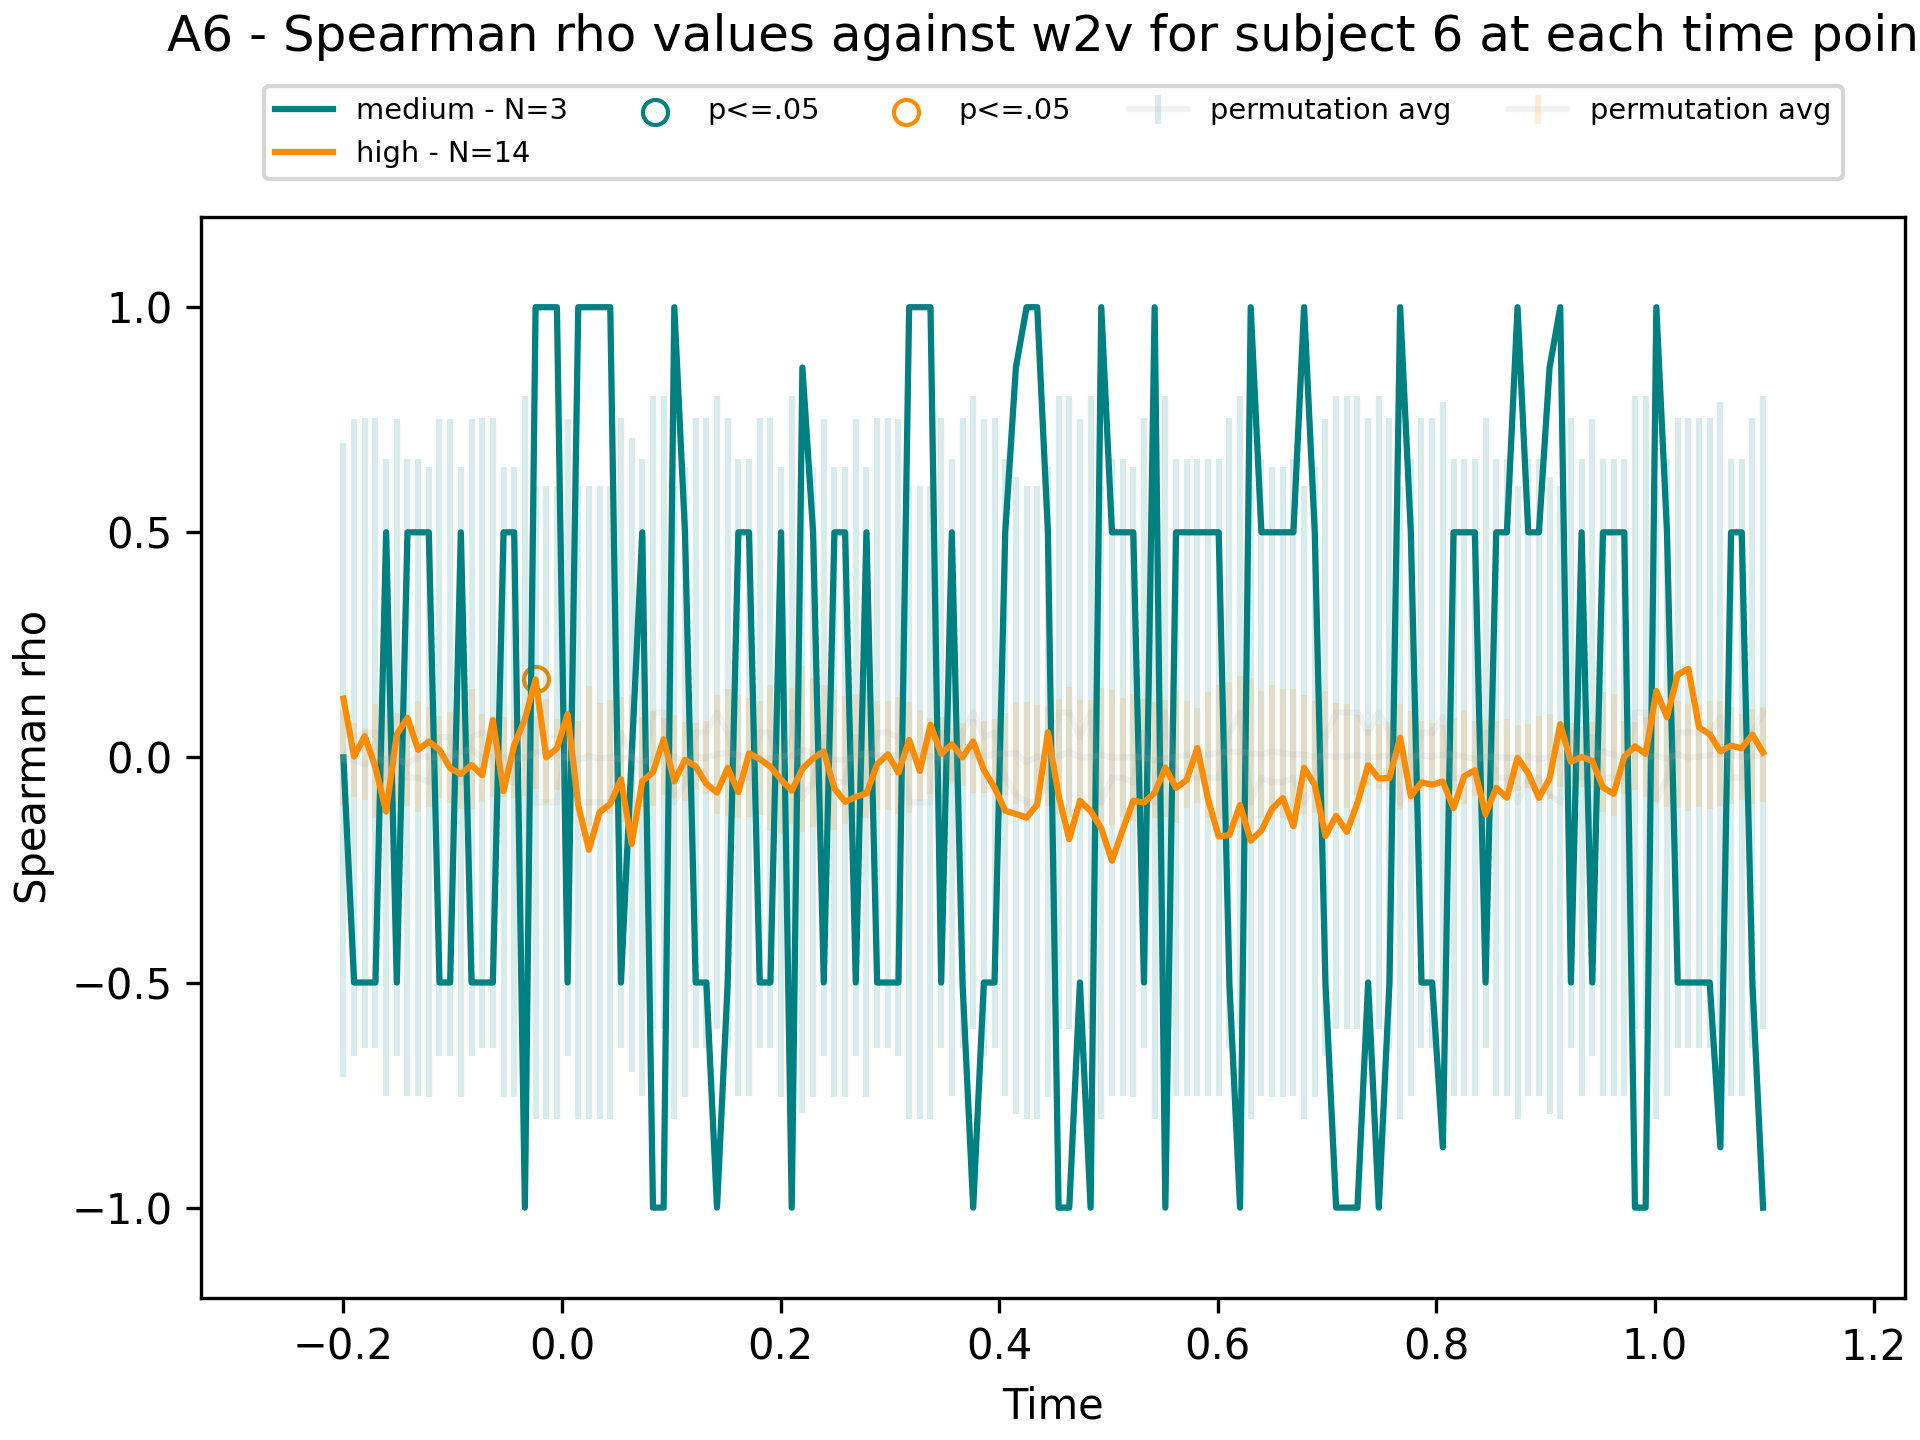 A6 - Spearman rho values against w2v for subject 6 at each time poin
medium - N=3
high - N=14
p<=.05
p<=.05
permutation avg
permutation avg
Spearman rho
1.0
0.5
0.0
−0.5
−1.0
−0.2
0.0
0.2
0.4
0.6
0.8
1.0
1.2
Time